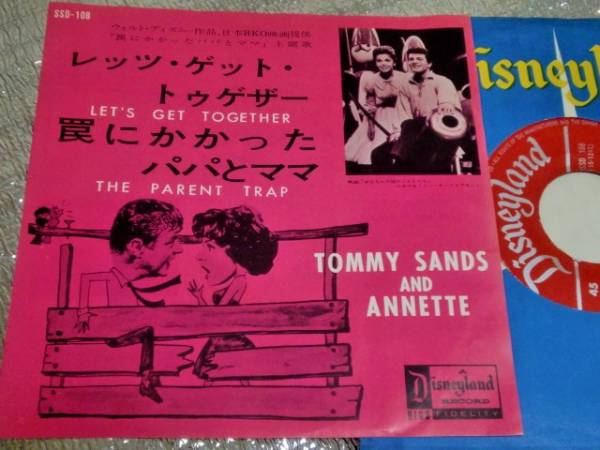 SSD-108
ウォルト・ディズニー作品、日本RKO映画提供
「罠にかかったパパとママ」主題歌
レッツ・ゲット・
トゥゲザー
LET'S GET TOGETHER
罠にかかった
パパとママ
THE PARENT TRAP
TOMMY SANDS
AND
ANNETTE
Disneyland
RECORD
HIGH FIDELITY
Disneyland
Disneyland
SSD 108
45